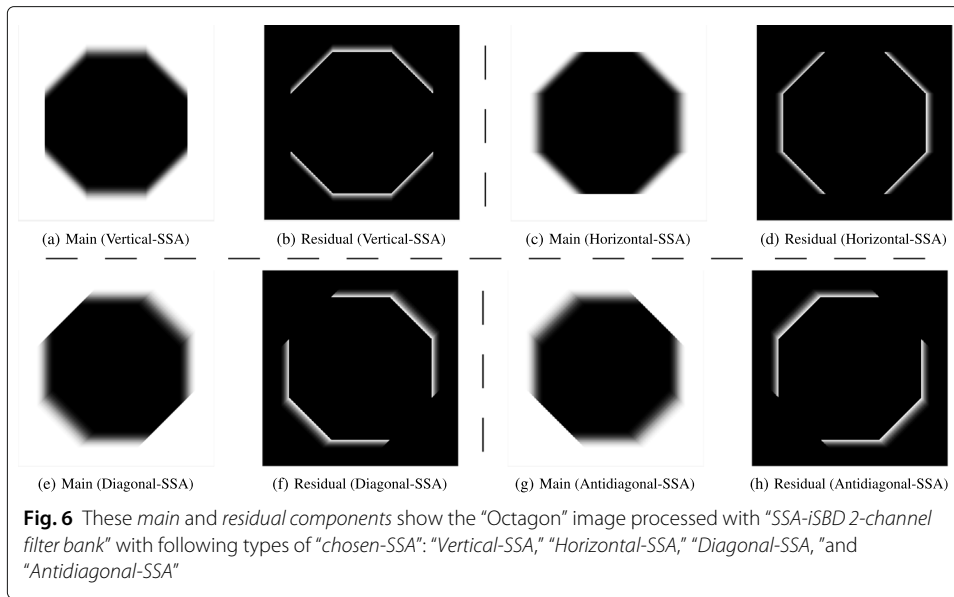 (a) Main (Vertical-SSA)
(b) Residual (Vertical-SSA)
(c) Main (Horizontal-SSA)
(d) Residual (Horizontal-SSA)
(e) Main (Diagonal-SSA)
(f) Residual (Diagonal-SSA)
(g) Main (Antidiagonal-SSA)
(h) Residual (Antidiagonal-SSA)
Fig. 6 These main and residual components show the “Octagon” image processed with “SSA-iSBD 2-channel
filter bank” with following types of “chosen-SSA”: “Vertical-SSA,” “Horizontal-SSA,” “Diagonal-SSA, ”and
“Antidiagonal-SSA”